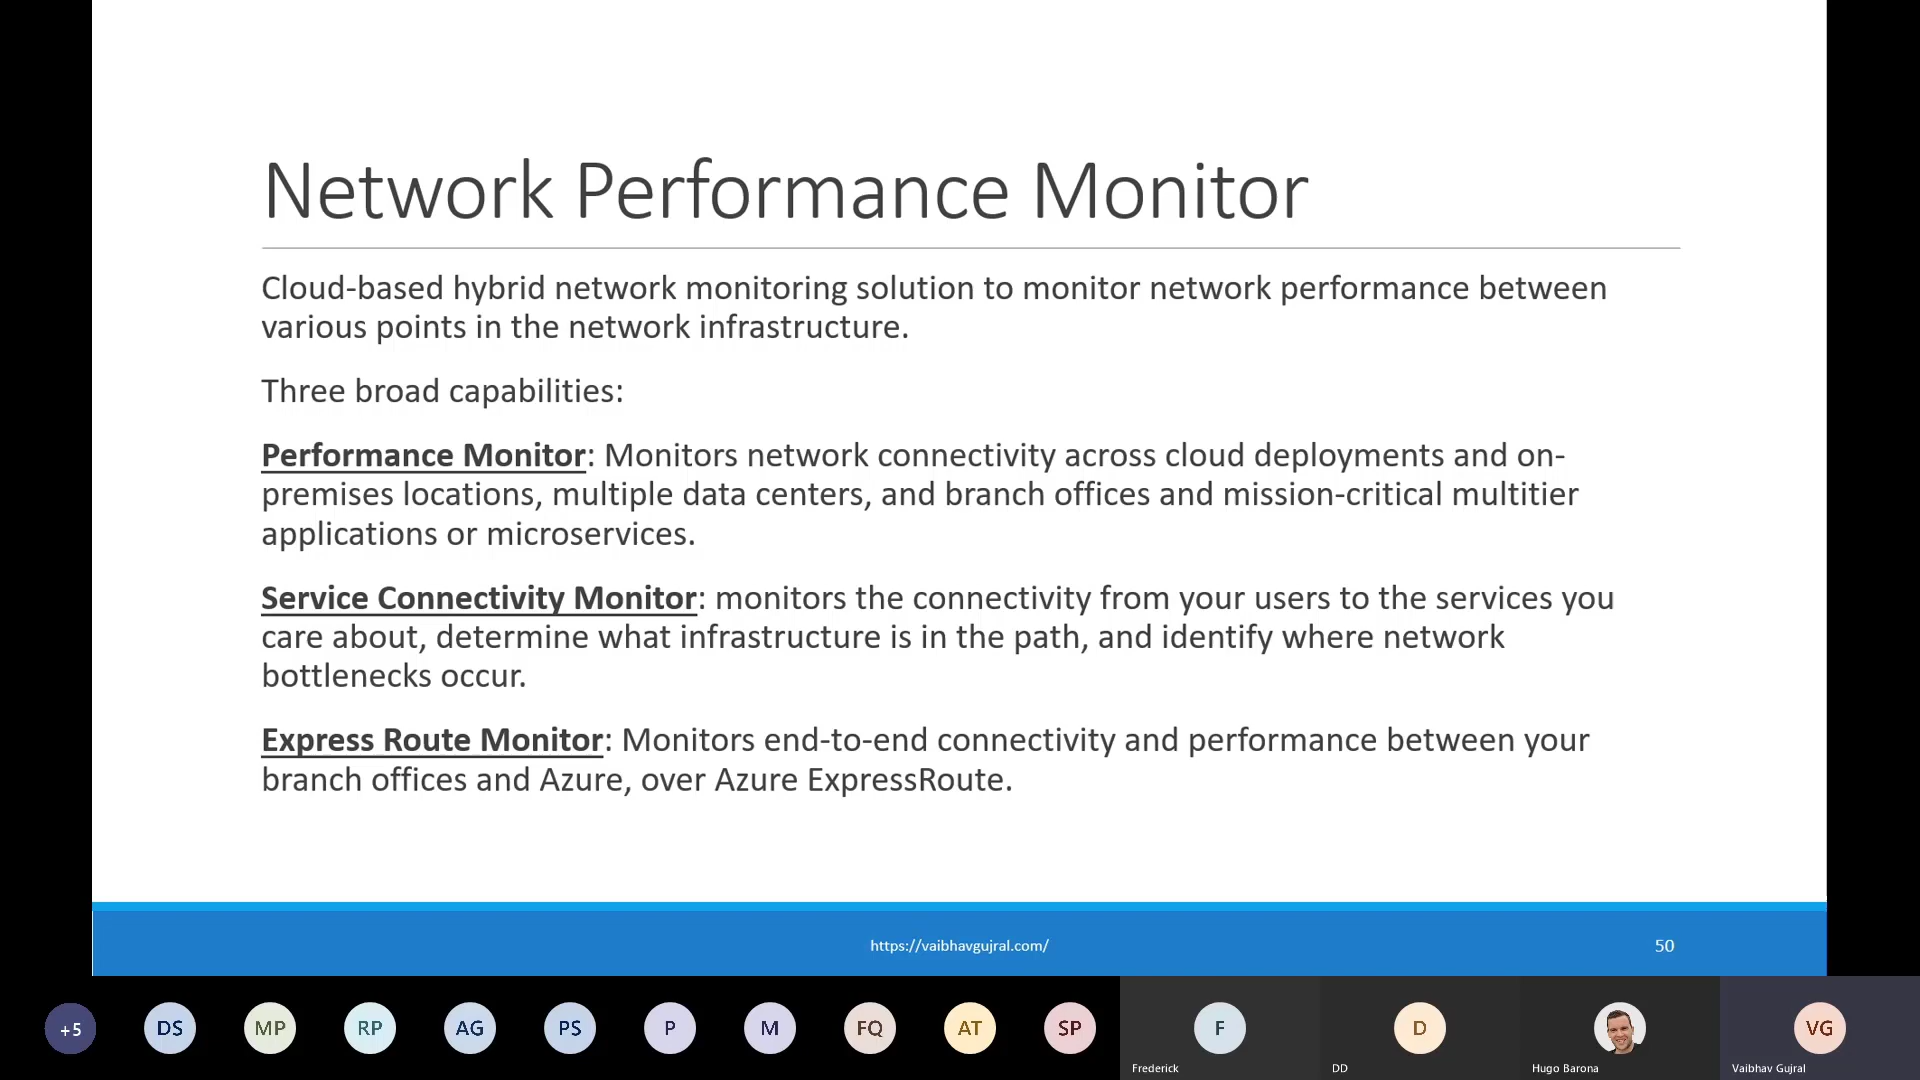 Network Performance Monitor
Cloud-based hybrid network monitoring solution to monitor network performance between
various points in the network infrastructure.
Three broad capabilities:
Performance Monitor: Monitors network connectivity across cloud deployments and on-
premises locations, multiple data centers, and branch offices and mission-critical multitier
applications or microservices.
Service Connectivity Monitor: monitors the connectivity from your users to the services you
care about, determine what infrastructure is in the path, and identify where network
bottlenecks occur.
Express Route Monitor: Monitors end-to-end connectivity and performance between your
branch offices and Azure, over Azure ExpressRoute.
https://vaibhavgujral.com/ 50
+5 DS MP RP AG PS P M FQ AT SP F D VG
Frederick DD Hugo Barona Vaibhav Gujral